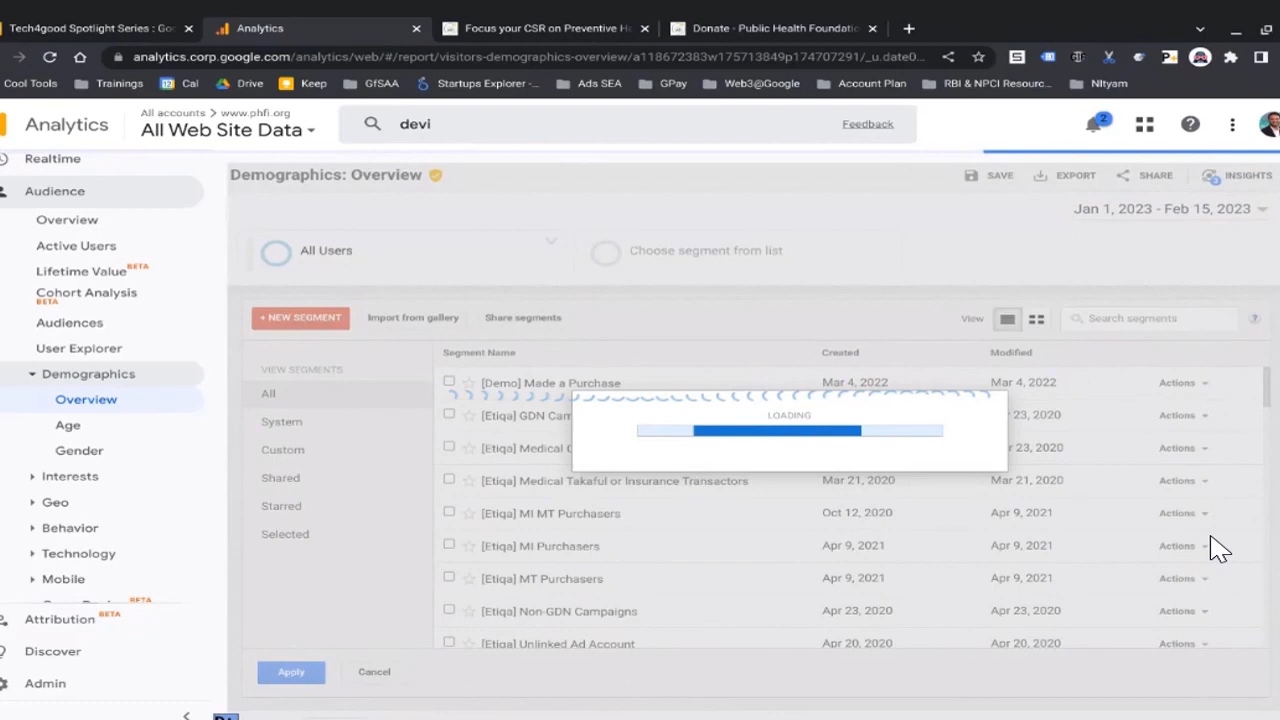 Tech4good Spotlight Series : Go
Analytics
Focus your CSR on Preventive H
Donate - Public Health Foundatio
analytics.corp.google.com/analytics/web/#/report/visitors-demographics-overview/a118672383w175713849p174707291/_u.date0...
Cool Tools
Trainings
Cal
Drive
Keep
GfSAA
Startups Explorer -...
Ads SEA
GPay
Web3@Google
Account Plan
RBI & NPCI Resourc...
NItyam
Analytics
All accounts > www.phfi.org
All Web Site Data
devi
Feedback
2
Realtime
Audience
Overview
Active Users
Lifetime Value BETA
Cohort Analysis
BETA
Audiences
User Explorer
Demographics
Overview
Age
Gender
Interests
Geo
Behavior
Technology
Mobile
BETA
Attribution BETA
Discover
Admin
Demographics: Overview
SAVE
EXPORT
SHARE
INSIGHTS
Jan 1, 2023 - Feb 15, 2023
All Users
Choose segment from list
+ NEW SEGMENT
Import from gallery
Share segments
View
Search segments
VIEW SEGMENTS
All
System
Custom
Shared
Starred
Selected
Segment Name Created Modified
[Demo] Made a Purchase Mar 4, 2022 Mar 4, 2022 Actions
[Etiqa] GDN Cam 23, 2020 Actions
[Etiqa] Medical 23, 2020 Actions
LOADING
[Etiqa] Medical Takaful or Insurance Transactors Mar 21, 2020 Mar 21, 2020 Actions
[Etiqa] MI MT Purchasers Oct 12, 2020 Apr 9, 2021 Actions
[Etiqa] MI Purchasers Apr 9, 2021 Apr 9, 2021 Actions
[Etiqa] MT Purchasers Apr 9, 2021 Apr 9, 2021 Actions
[Etiqa] Non-GDN Campaigns Apr 23, 2020 Apr 23, 2020 Actions
[Etiqa] Unlinked Ad Account Apr 20, 2020 Apr 20, 2020 Actions
Apply
Cancel